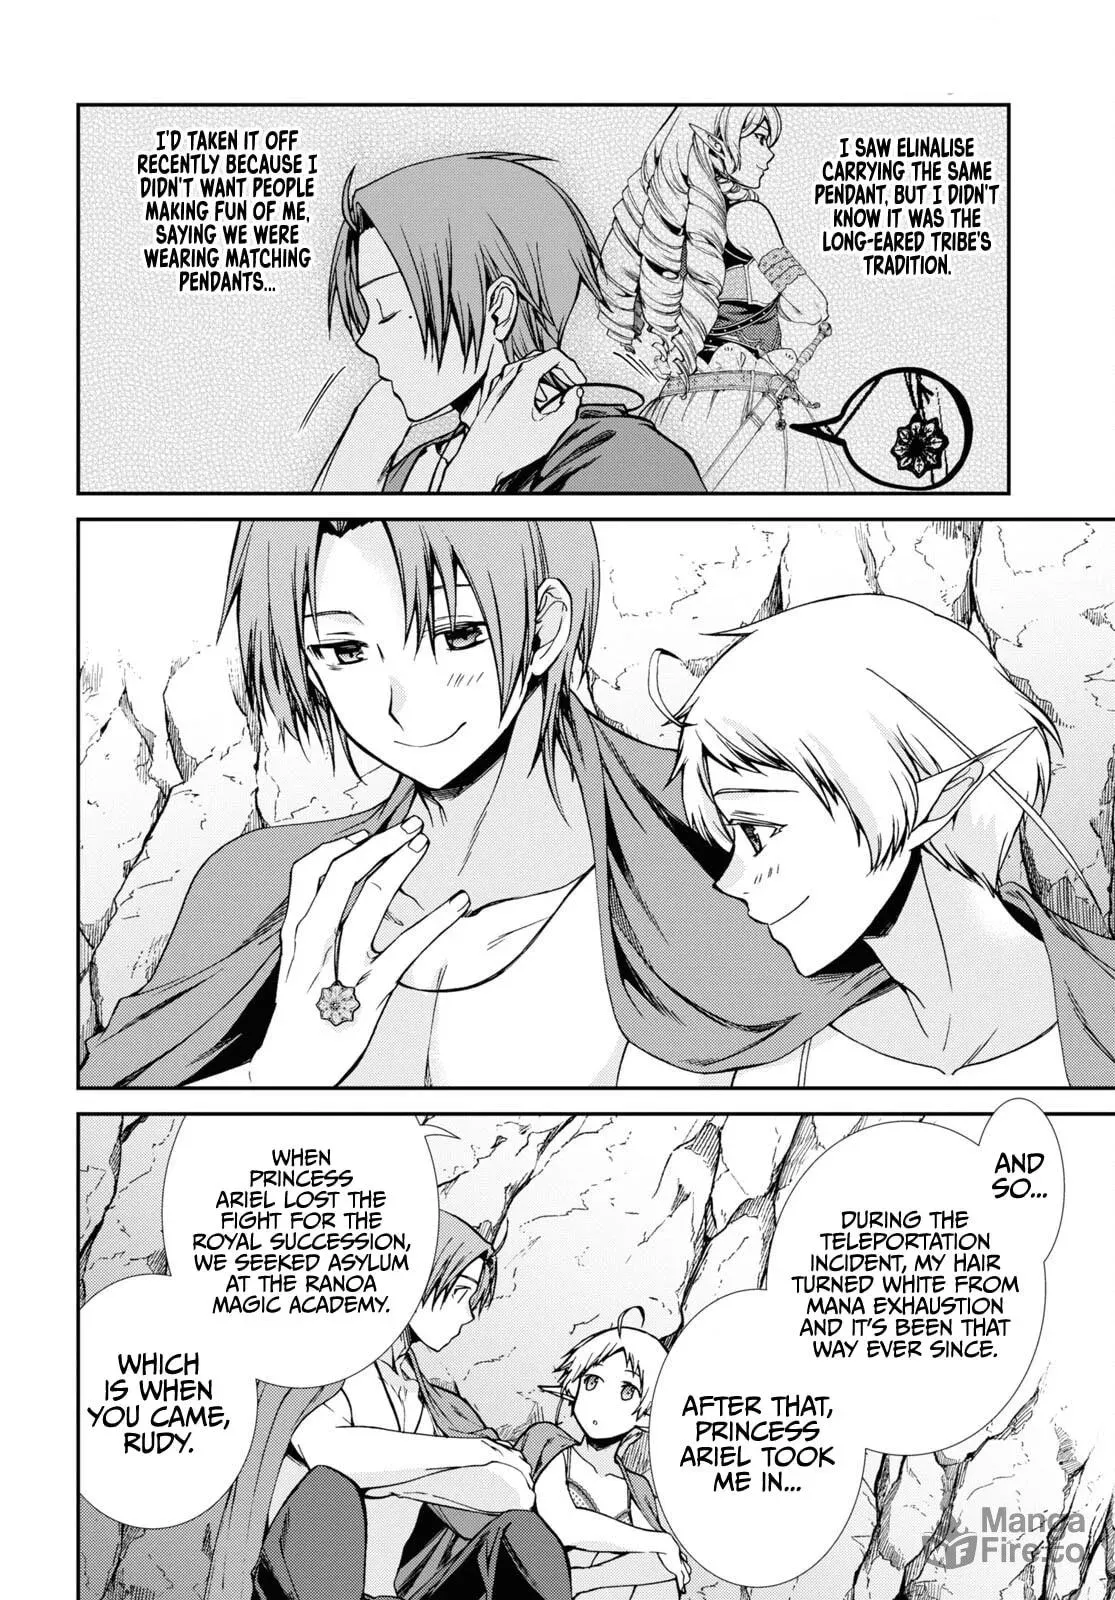 I SAW ELINALISE
CARRYING THE SAME
PENDANT, BUT I DIDN'T
KNOW IT WAS THE
LONG-EARED TRIBE'S
TRADITION.
I'D TAKEN IT OFF
RECENTLY BECAUSE I
DIDN'T WANT PEOPLE
MAKING FUN OF ME,
SAYING WE WERE
WEARING MATCHING
PENDANTS...
AND
SO...
DURING THE
TELEPORTATION
INCIDENT, MY HAIR
TURNED WHITE FROM
MANA EXHAUSTION
AND IT'S BEEN THAT
WAY EVER SINCE.
AFTER THAT,
PRINCESS
ARIEL TOOK
ME IN...
WHEN
PRINCESS
ARIEL LOST THE
FIGHT FOR THE
ROYAL SUCCESSION,
WE SEEKED ASYLUM
AT THE RANOA
MAGIC ACADEMY.
WHICH
IS WHEN
YOU CAME,
RUDY.
Manga
Fire.to